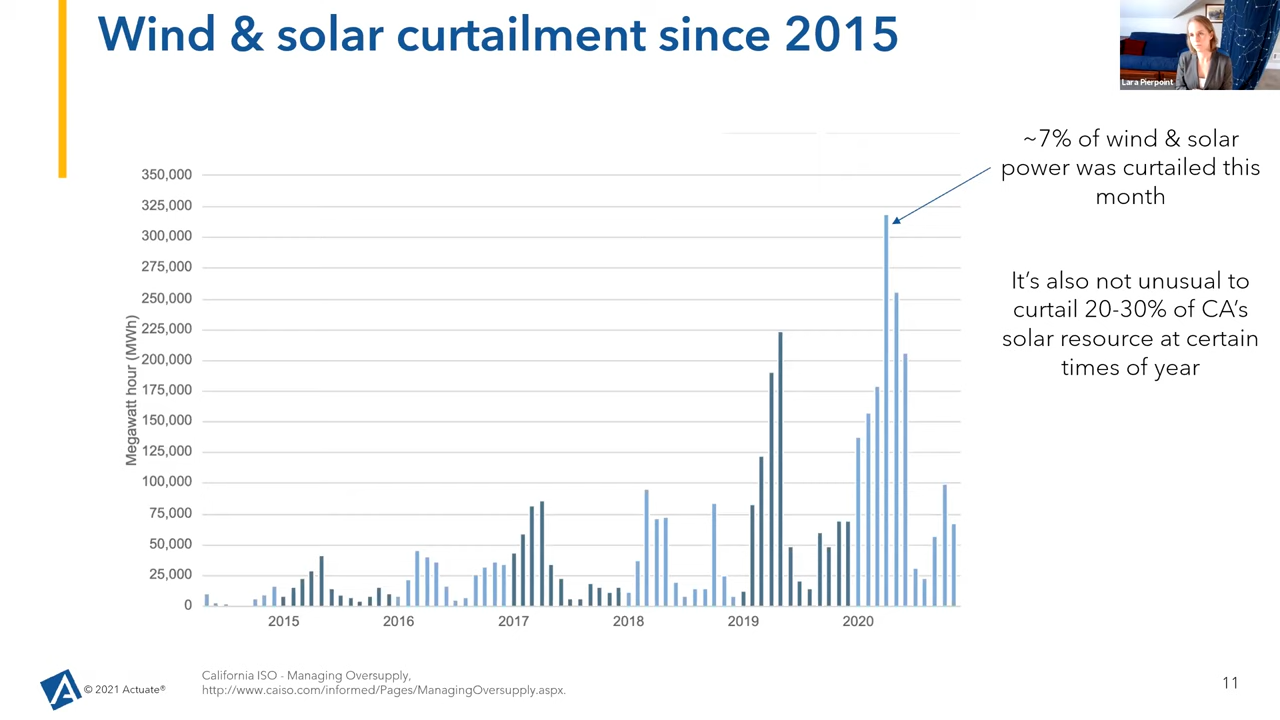 Wind & solar curtailment since 2015
Lara Pierpoint
~7% of wind & solar
power was curtailed this
month
It's also not unusual to
curtail 20-30% of CA's
solar resource at certain
times of year
Megawatt hour (MWh)
350,000
325,000
300,000
275,000
250,000
225,000
200,000
175,000
150,000
125,000
100,000
75,000
50,000
25,000
0
2015 2016 2017 2018 2019 2020
© 2021 Actuate®
California ISO - Managing Oversupply,
http://www.caiso.com/informed/Pages/ManagingOversupply.aspx.
11